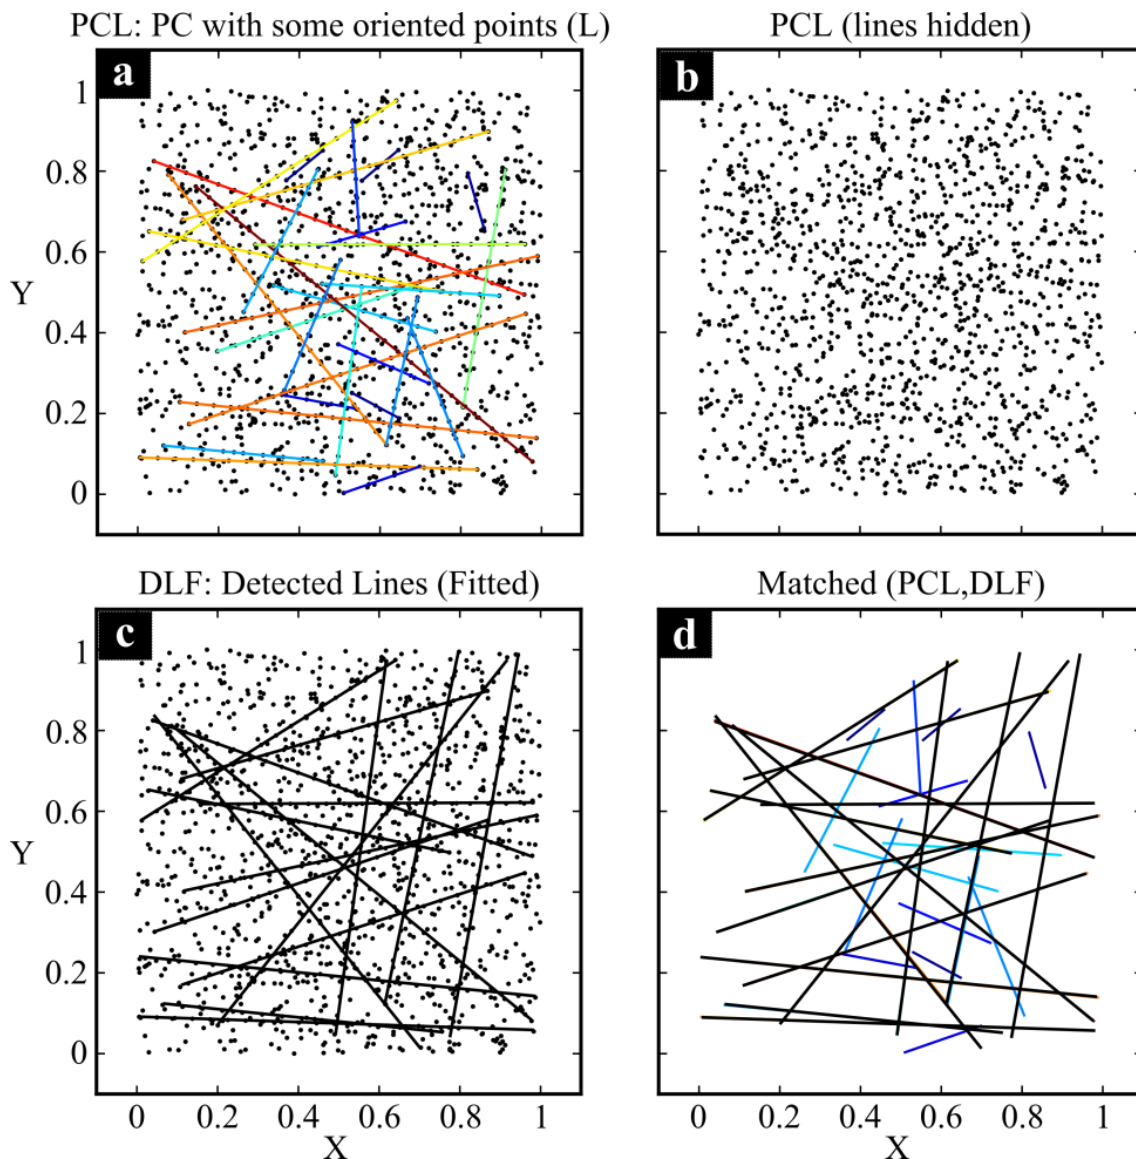 PCL: PC with some oriented points (L)
PCL (lines hidden)
a
b
1
0.8
0.6
Y
0.4
0.2
0
DLF: Detected Lines (Fitted)
Matched (PCL,DLF)
c
d
1
0.8
0.6
Y
0.4
0.2
0
0 0.2 0.4 0.6 0.8 1
0 0.2 0.4 0.6 0.8 1
X
X